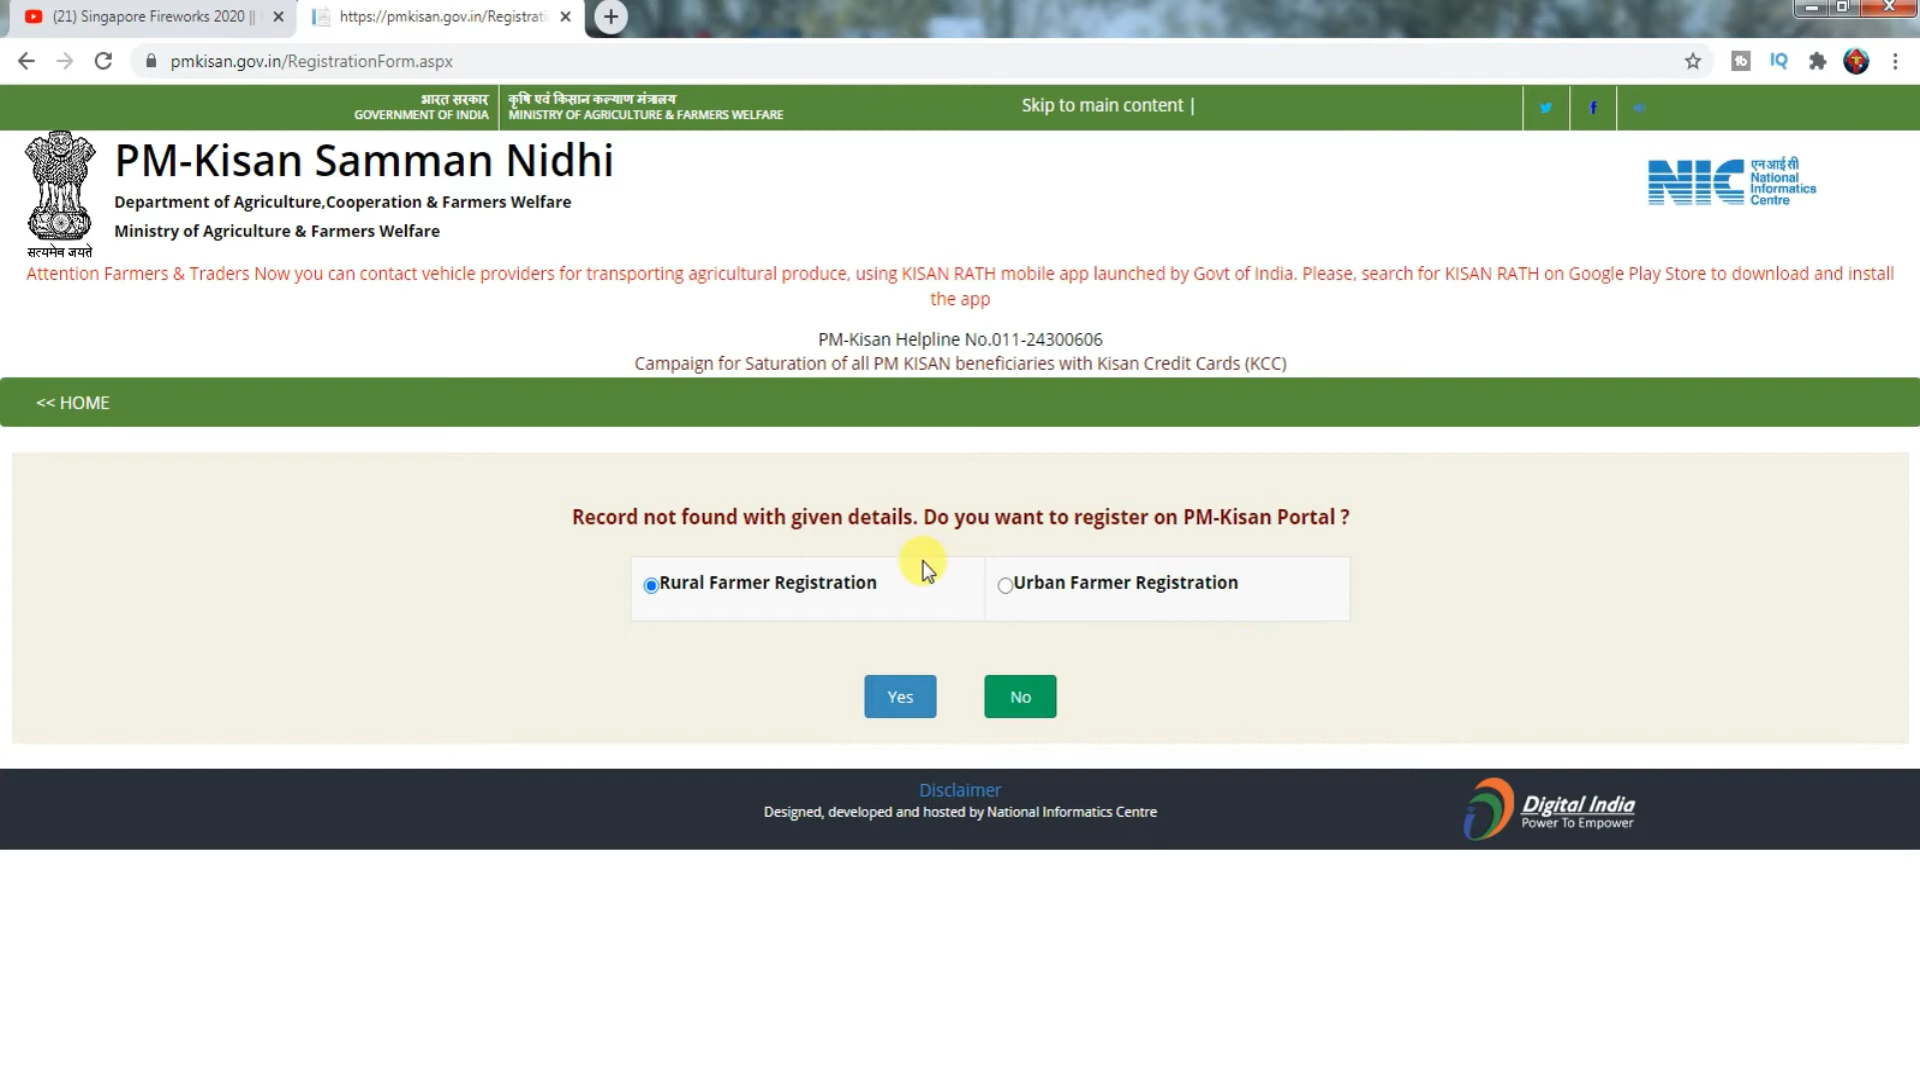 (21) Singapore Fireworks 2020 ||
https://pmkisan.gov.in/Registrati
pmkisan.gov.in/RegistrationForm.aspx
IQ
भारत सरकार
GOVERNMENT OF INDIA
कृषि एवं किसान कल्याण मंत्रालय
MINISTRY OF AGRICULTURE & FARMERS WELFARE
Skip to main content |
PM-Kisan Samman Nidhi
Department of Agriculture,Cooperation & Farmers Welfare
Ministry of Agriculture & Farmers Welfare
सत्यमेव जयते
NIC
एन आई सी
National
Informatics
Centre
Attention Farmers & Traders Now you can contact vehicle providers for transporting agricultural produce, using KISAN RATH mobile app launched by Govt of India. Please, search for KISAN RATH on Google Play Store to download and install
the app
PM-Kisan Helpline No.011-24300606
Campaign for Saturation of all PM KISAN beneficiaries with Kisan Credit Cards (KCC)
<< HOME
Record not found with given details. Do you want to register on PM-Kisan Portal ?
Rural Farmer Registration
Urban Farmer Registration
Yes
No
Disclaimer
Designed, developed and hosted by National Informatics Centre
Digital India
Power To Empower